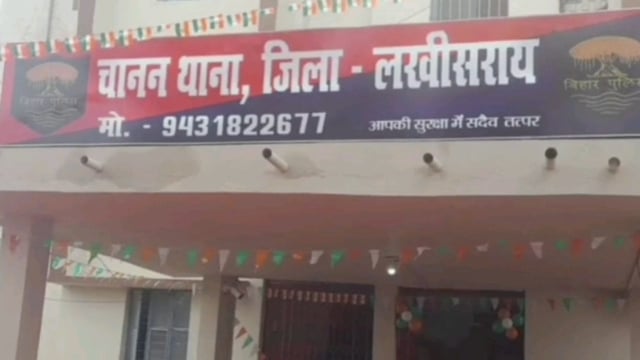 चानन थाना, जिला - लखीसराय
मो. - 9431822677 आपकी सुरक्षा में सदैव तत्पर
बिहार पुलिस
बिहार पुलिस